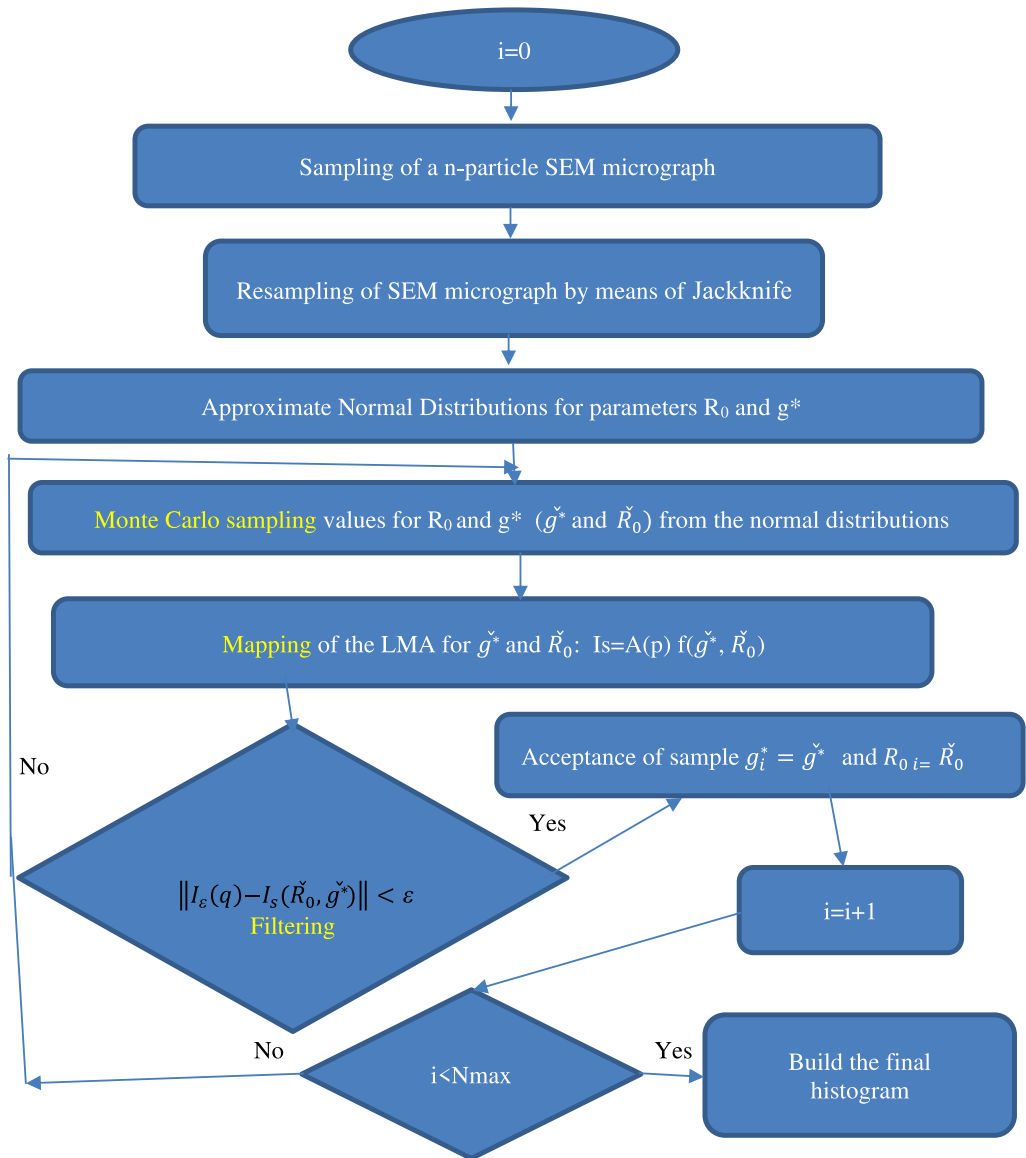 i=0
Sampling of a n-particle SEM micrograph
Resampling of SEM micrograph by means of Jackknife
Approximate Normal Distributions for parameters R₀ and g*
Monte Carlo sampling values for R₀ and g* (ǧ* and Ř₀) from the normal distributions
Mapping of the LMA for ǧ* and Ř₀: Is=A(p) f(ǧ*, Ř₀)
Acceptance of sample gᵢ* = ǧ* and R₀ ᵢ₌ Ř₀
No
Yes
‖Iε(q)−Iₛ(Ř₀, ǧ*)‖ < ε
Filtering
i=i+1
No
Yes
i<Nmax
Build the final
histogram